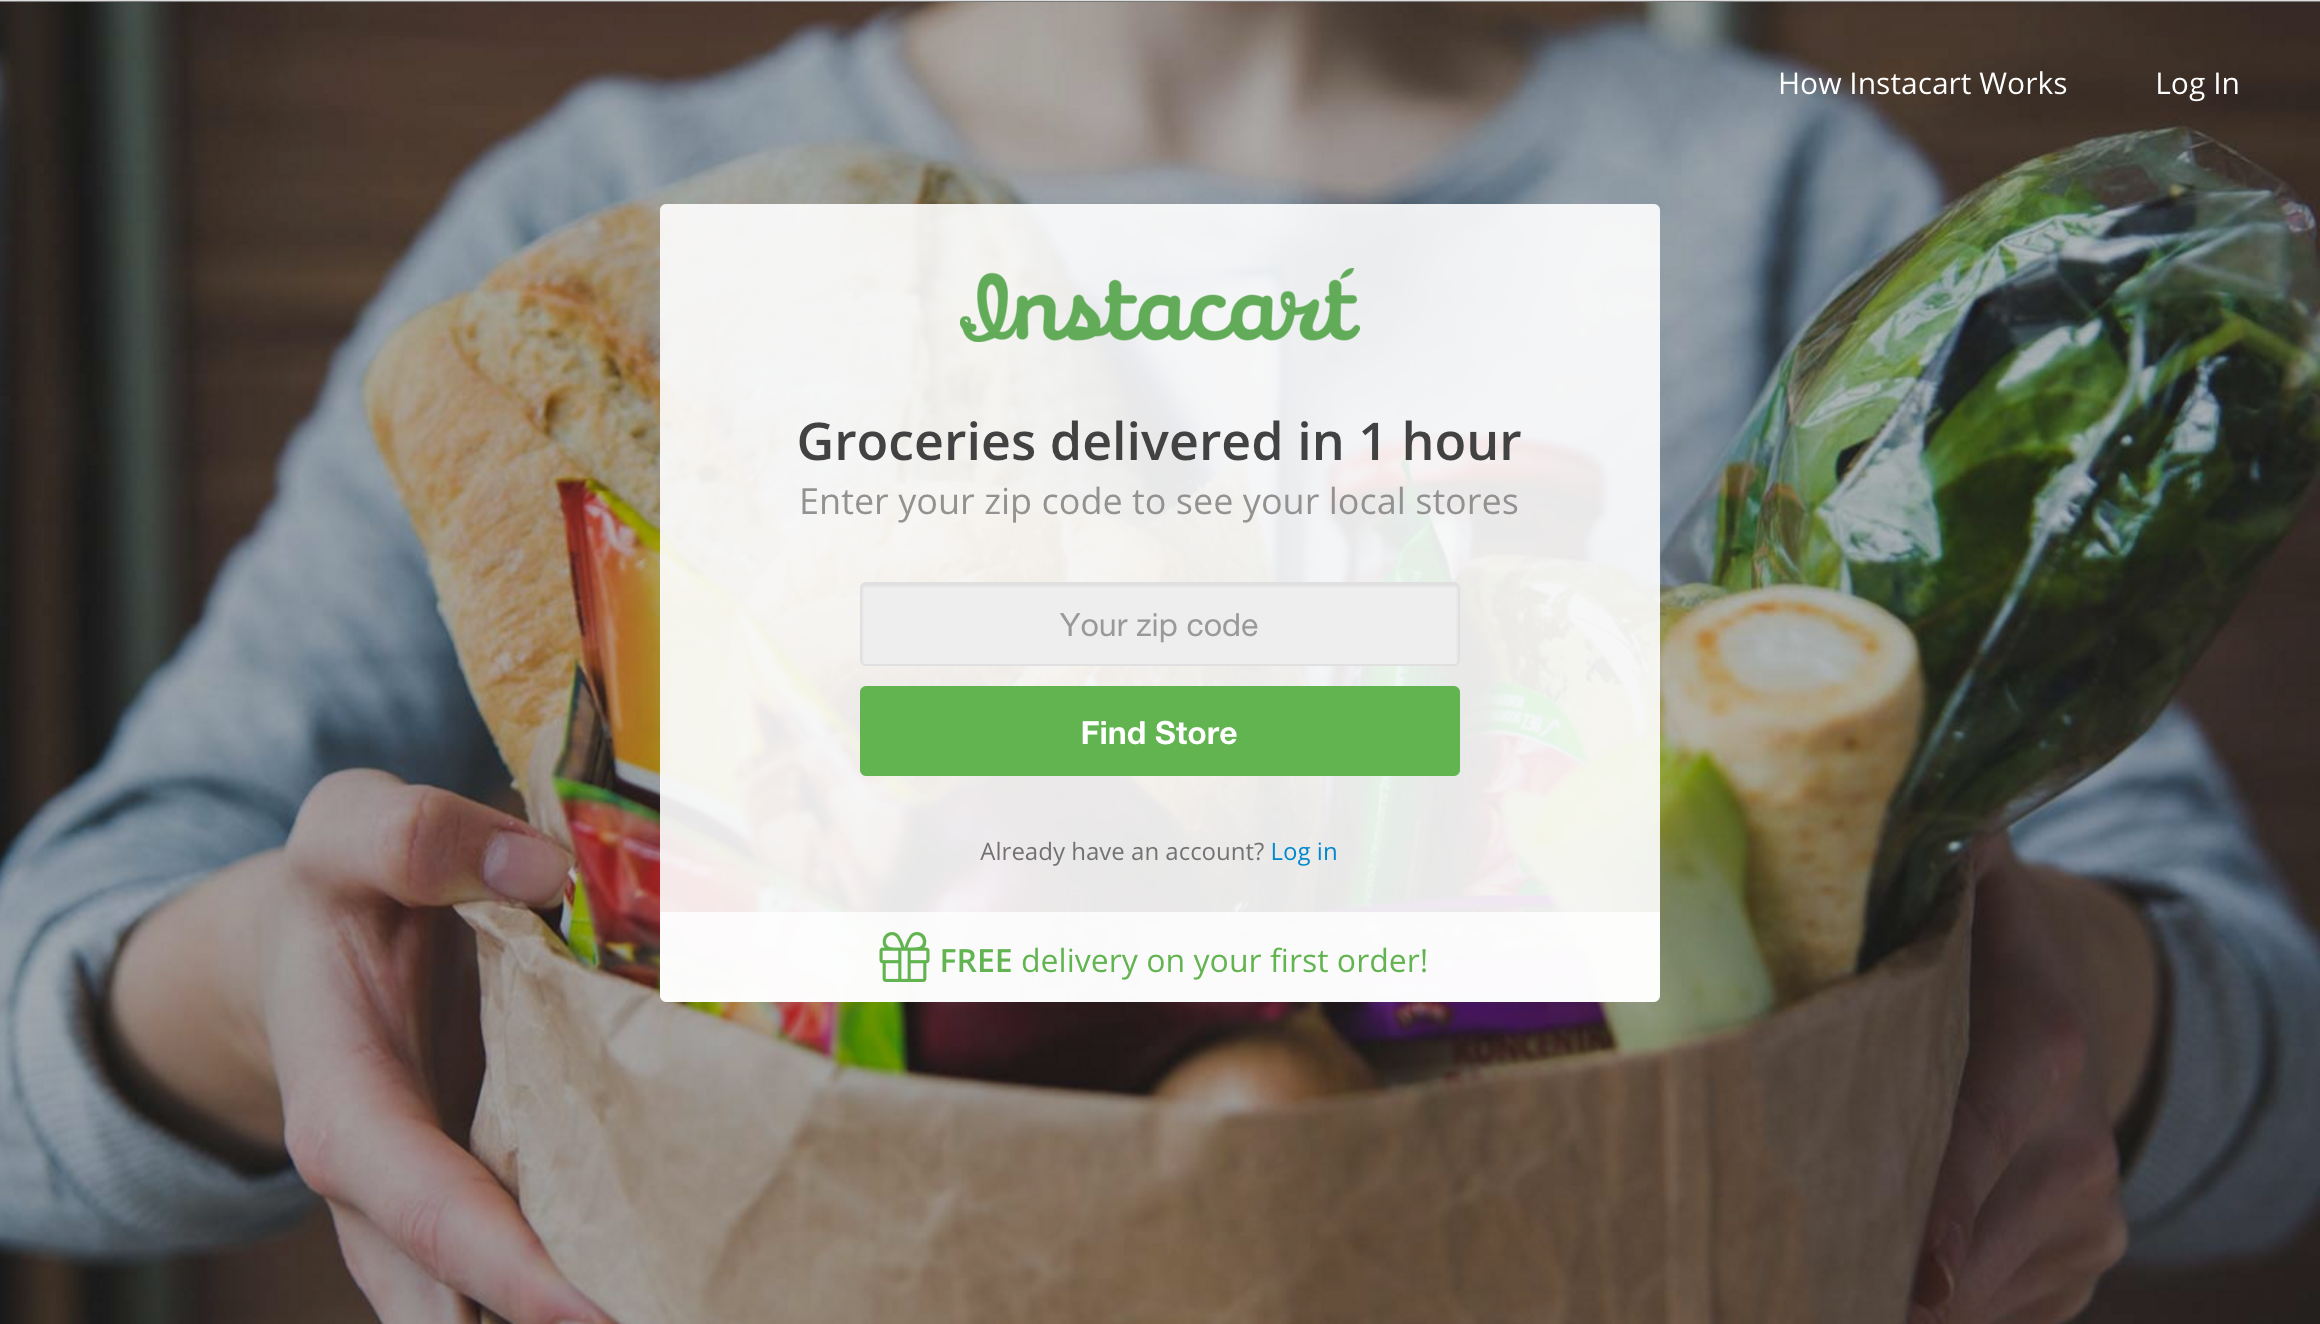 How Instacart Works
Log In
Instacart
Groceries delivered in 1 hour
Enter your zip code to see your local stores
Your zip code
Find Store
Already have an account? Log in
FREE delivery on your first order!